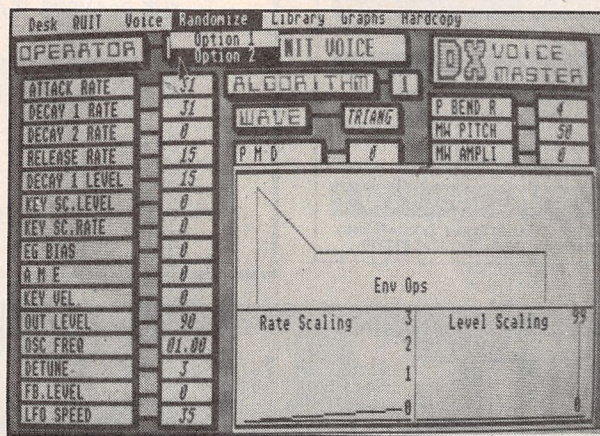 Desk QUIT Voice Randomize Library Graphs Hardcopy
Option 1
Option 2
OPERATOR
NIT VOICE
DX VOICE MASTER
ALGORITHM 1
WAVE TRIANG
P M D 0
P BEND R 4
MW PITCH 50
MW AMPLI 0
ATTACK RATE 31
DECAY 1 RATE 31
DECAY 2 RATE 0
RELEASE RATE 15
DECAY 1 LEVEL 15
KEY SC.LEVEL 0
KEY SC.RATE 0
EG BIAS 0
A M E 0
KEY VEL. 0
OUT LEVEL 90
OSC FREQ 01.00
DETUNE 3
FB.LEVEL 0
LFO SPEED 35
Env Ops
Rate Scaling 3
2
1
0
Level Scaling 99
0